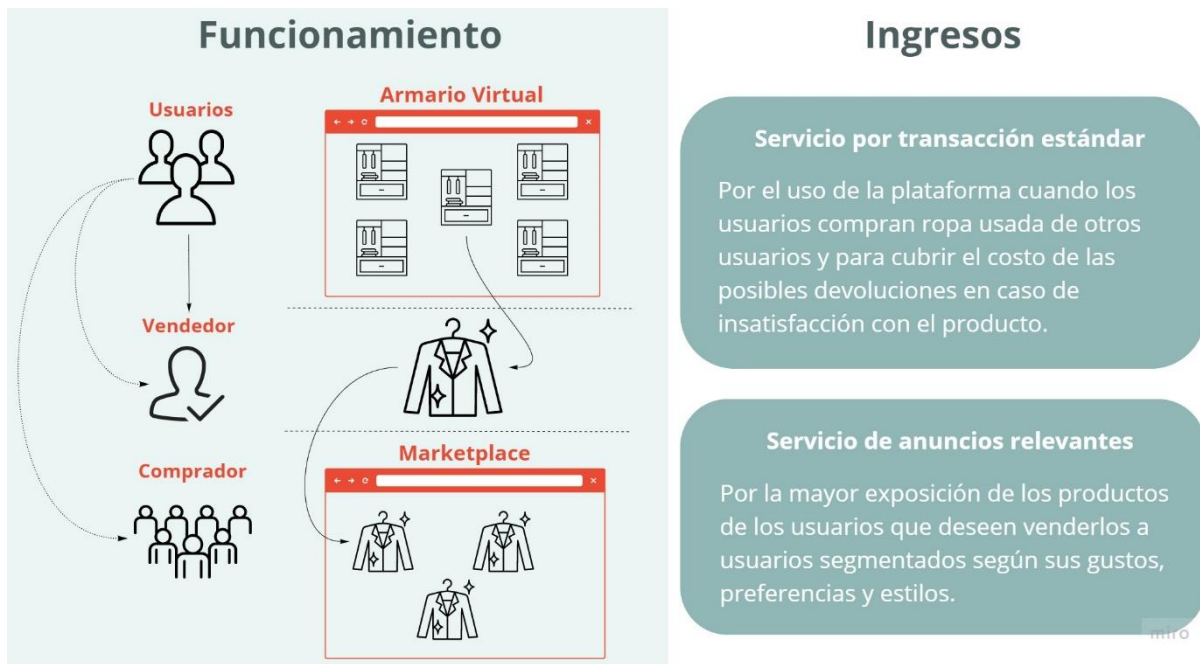 Funcionamiento
Usuarios
Armario Virtual
Vendedor
Comprador
Marketplace
Ingresos
Servicio por transacción estándar
Por el uso de la plataforma cuando los
usuarios compran ropa usada de otros
usuarios y para cubrir el costo de las
posibles devoluciones en caso de
insatisfacción con el producto.
Servicio de anuncios relevantes
Por la mayor exposición de los productos
de los usuarios que deseen venderlos a
usuarios segmentados según sus gustos,
preferencias y estilos.
miro